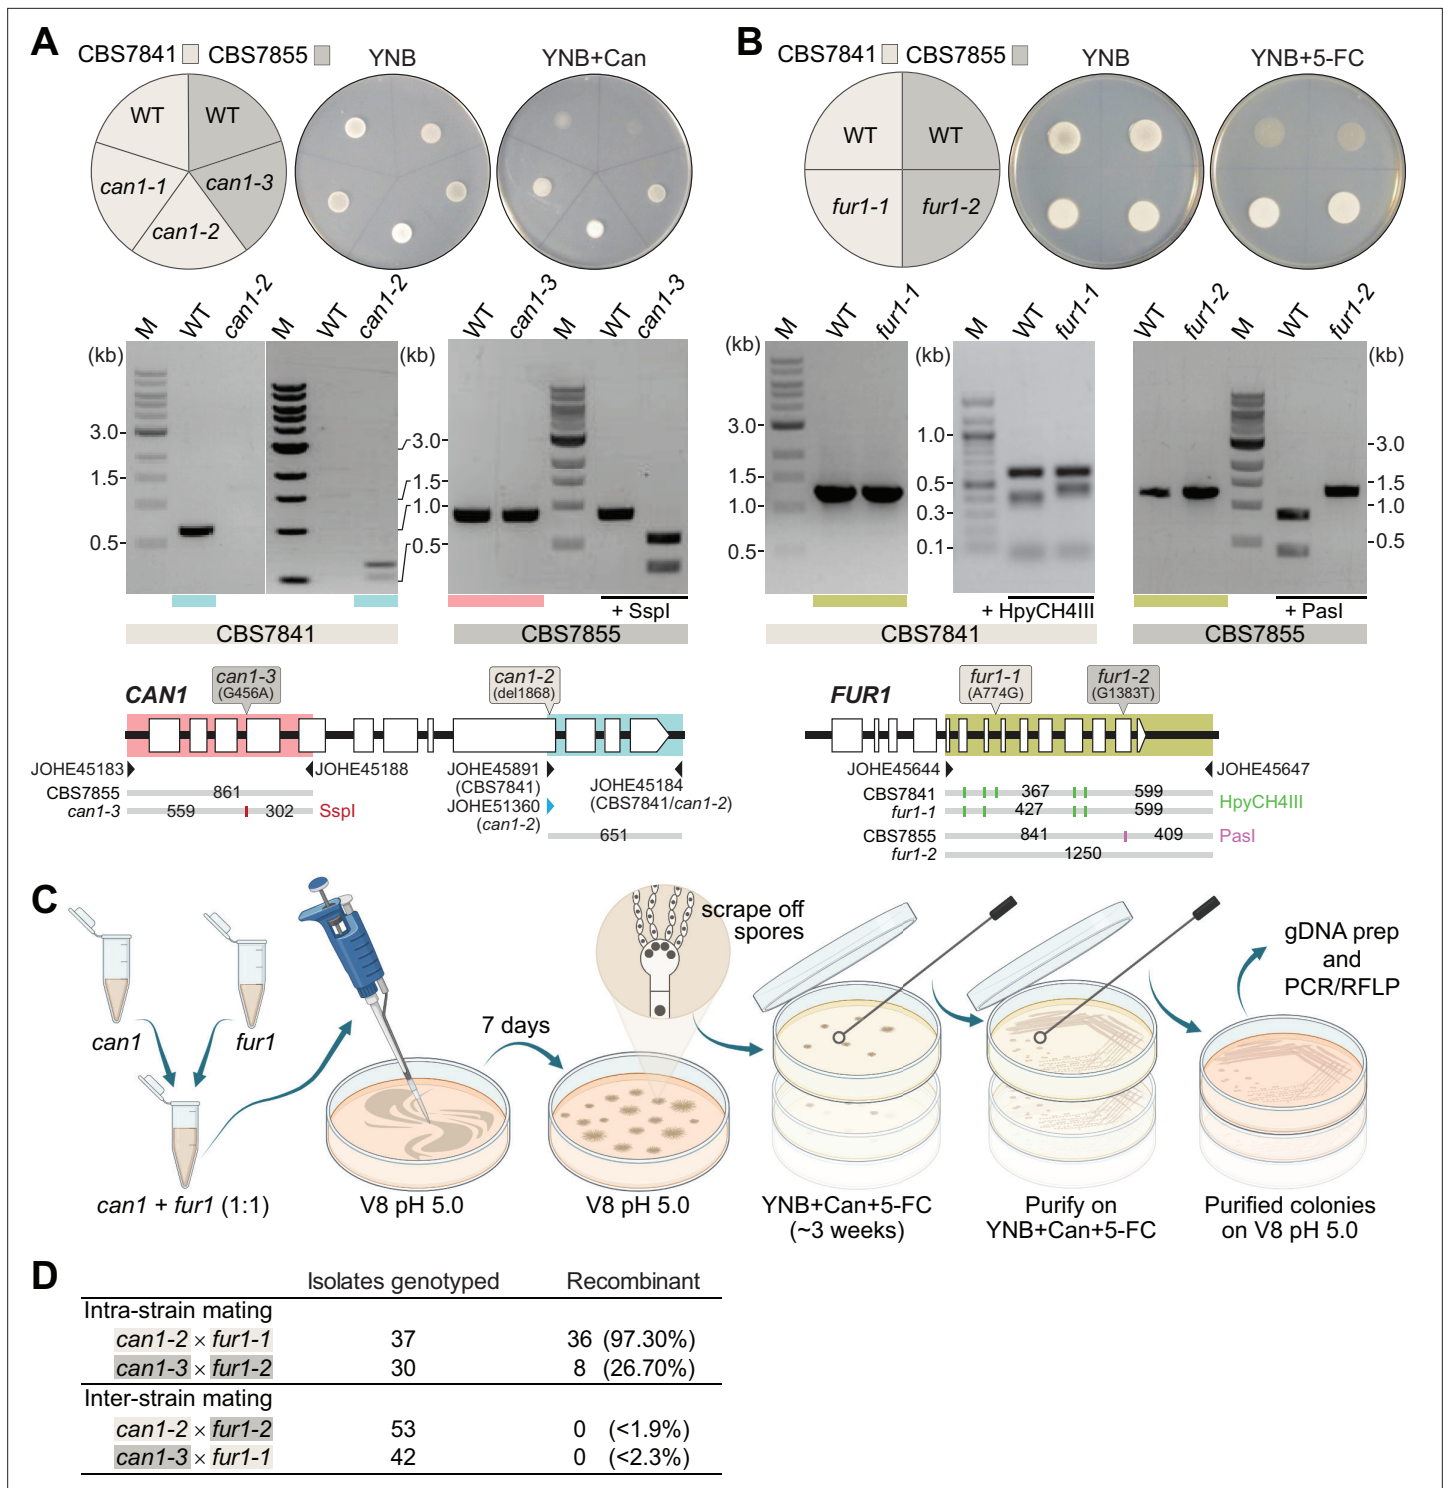 A
CBS7841 CBS7855 YNB YNB+Can
WT WT
can1-1 can1-3
can1-2
B
CBS7841 CBS7855 YNB YNB+5-FC
WT WT
fur1-1 fur1-2
M WT can1-2 M WT can1-2 WT can1-3 M WT can1-3
(kb) (kb)
3.0
1.5
0.5
3.0
1.5
1.0
0.5
+ SspI
CBS7841 CBS7855
M WT fur1-1 M WT fur1-1 WT fur1-2 M WT fur1-2
(kb) (kb) (kb)
3.0
1.5
1.0
0.5
1.0
0.5
0.3
0.1
3.0
1.5
1.0
0.5
+ HpyCH4III + PasI
CBS7841 CBS7855
CAN1
can1-3
(G456A)
can1-2
(del1868)
JOHE45183 JOHE45188
CBS7855 861
can1-3 559 302 SspI
JOHE45891
(CBS7841)
JOHE51360
(can1-2)
JOHE45184
(CBS7841/can1-2)
651
FUR1
fur1-1
(A774G)
fur1-2
(G1383T)
JOHE45644 JOHE45647
CBS7841 367 599
fur1-1 427 599
HpyCH4III
CBS7855 841 409 PasI
fur1-2 1250
C
can1 fur1
can1 + fur1 (1:1)
V8 pH 5.0
7 days
V8 pH 5.0
scrape off
spores
YNB+Can+5-FC
(~3 weeks)
Purify on
YNB+Can+5-FC
gDNA prep
and
PCR/RFLP
Purified colonies
on V8 pH 5.0
D
Isolates genotyped Recombinant
Intra-strain mating
can1-2 × fur1-1 37 36 (97.30%)
can1-3 × fur1-2 30 8 (26.70%)
Inter-strain mating
can1-2 × fur1-2 53 0 (<1.9%)
can1-3 × fur1-1 42 0 (<2.3%)